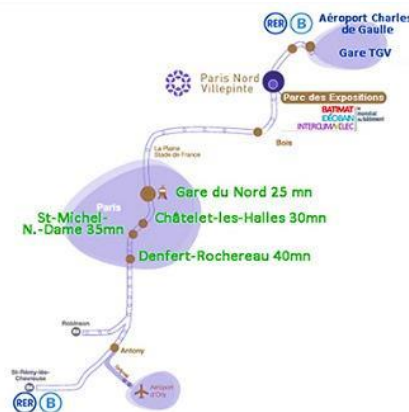 RER B Aéroport Charles
de Gaulle
Gare TGV
Paris Nord
Villepinte
Parc des Expositions
BATIMAT
IDÉOBAIN
INTERCLIMA+ELEC
Bois
La Plaine
Stade de France
Gare du Nord 25 mn
Paris
St-Michel-
N.-Dame 35mn
Châtelet-les-Halles 30mn
Denfert-Rochereau 40mn
Robinson
Antony
St-Rémy-lès-
Chevreuse
RER B
Aéroport
d'Orly